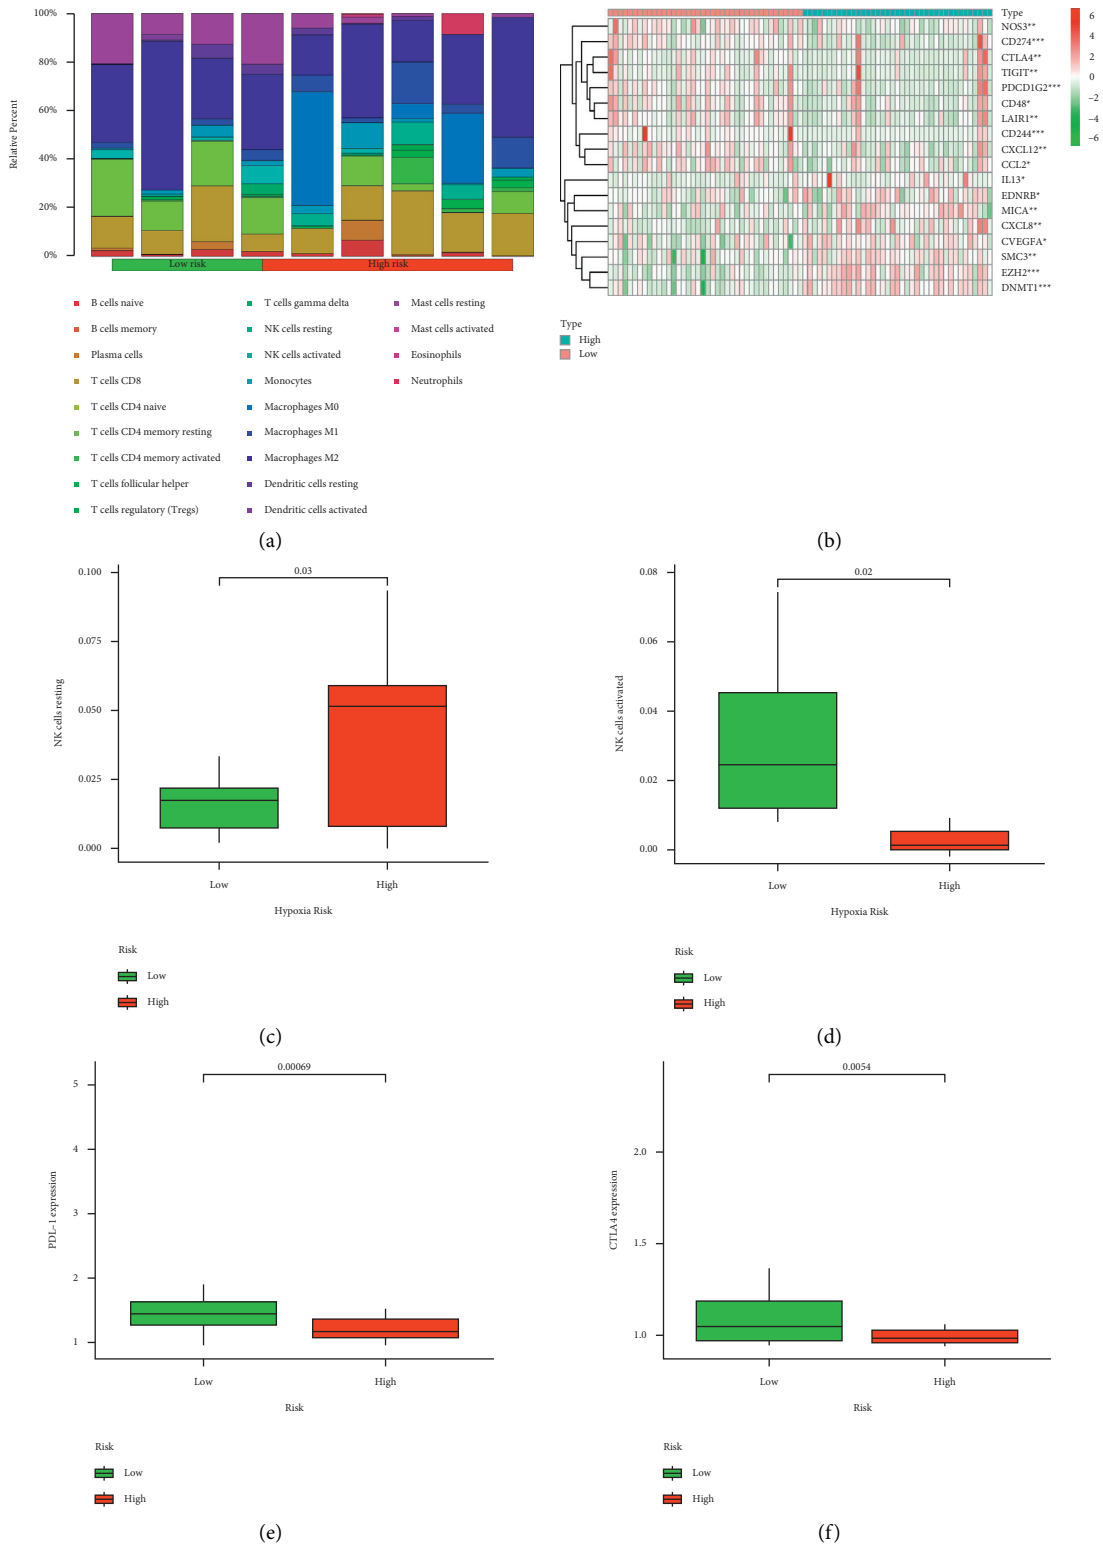 100%
80%
60%
40%
20%
0%
Relative Percent
Low risk
High risk
B cells naive
B cells memory
Plasma cells
T cells CD8
T cells CD4 naive
T cells CD4 memory resting
T cells CD4 memory activated
T cells follicular helper
T cells regulatory (Tregs)
T cells gamma delta
NK cells resting
NK cells activated
Monocytes
Macrophages M0
Macrophages M1
Macrophages M2
Dendritic cells resting
Dendritic cells activated
Mast cells resting
Mast cells activated
Eosinophils
Neutrophils
(a)
Type
NOS3**
CD274***
CTLA4**
TIGIT**
PDCD1G2***
CD48*
LAIR1**
CD244***
CXCL12**
CCL2*
IL13*
EDNRB*
MICA**
CXCL8**
CVEGFA*
SMC3**
EZH2***
DNMT1***
6
4
2
0
−2
−4
−6
Type
High
Low
(b)
0.100
0.075
0.050
0.025
0.000
NK cells resting
0.03
Low
High
Hypoxia Risk
Risk
Low
High
(c)
0.08
0.06
0.04
0.02
0.00
NK cells activated
0.02
Low
High
Hypoxia Risk
Risk
Low
High
(d)
5
4
3
2
1
PDL-1 expression
0.00069
Low
High
Risk
Risk
Low
High
(e)
2.0
1.5
1.0
CTLA4 expression
0.0054
Low
High
Risk
Risk
Low
High
(f)